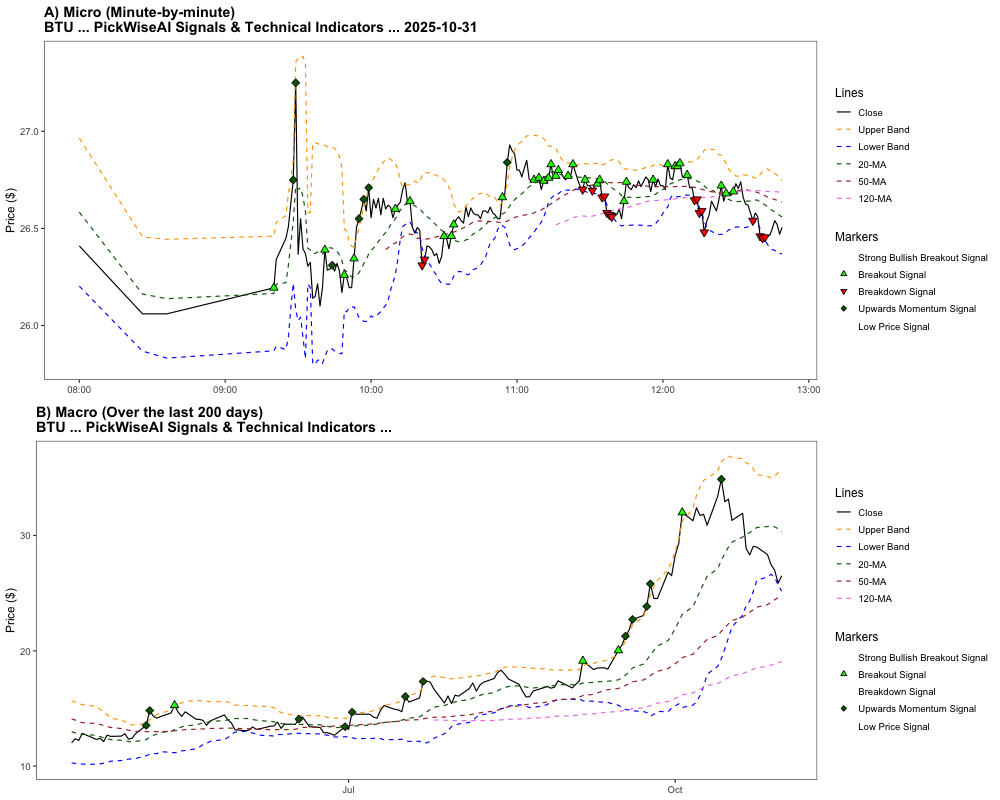 A) Micro (Minute-by-minute)
BTU ... PickWiseAI Signals & Technical Indicators ... 2025-10-31
Price ($)
27.0
26.5
26.0
08:00 09:00 10:00 11:00 12:00 13:00
Lines
Close
Upper Band
Lower Band
20-MA
50-MA
120-MA
Markers
Strong Bullish Breakout Signal
Breakout Signal
Breakdown Signal
Upwards Momentum Signal
Low Price Signal
B) Macro (Over the last 200 days)
BTU ... PickWiseAI Signals & Technical Indicators ...
Price ($)
30
20
10
Jul Oct
Lines
Close
Upper Band
Lower Band
20-MA
50-MA
120-MA
Markers
Strong Bullish Breakout Signal
Breakout Signal
Breakdown Signal
Upwards Momentum Signal
Low Price Signal